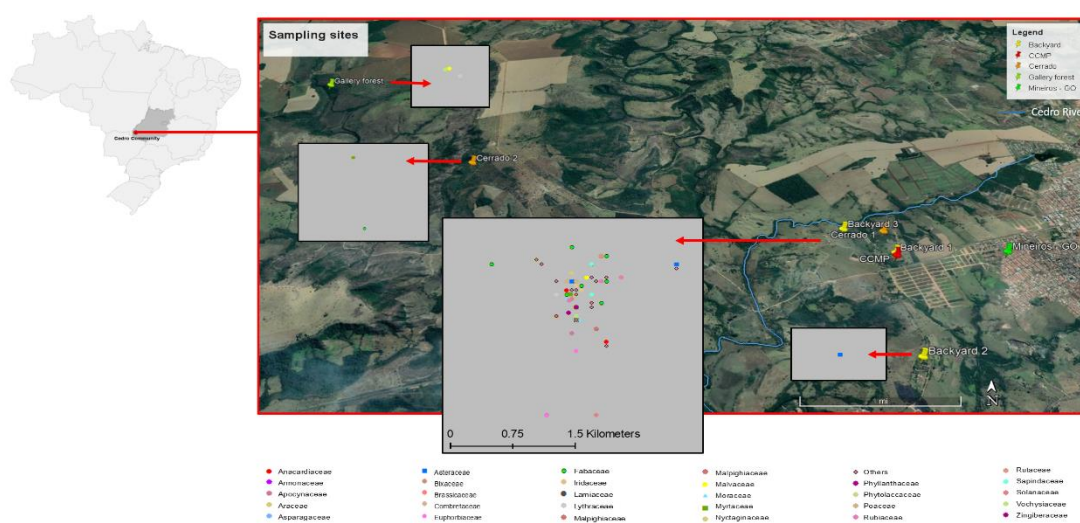 Sampling sites
Legend
Backyard
CCMP
Cerrado
Gallery forest
Mineiros - GO
Cedro River
Gallery forest
Cedro Community
Cerrado 2
Backyard 3
Cerrado 1
Backyard 1
CCMP
Mineiros - GO
Backyard 2
mi
N
0 0.75 1.5 Kilometers
Anacardiaceae Asteraceae Fabaceae Malpighiaceae Others Rutaceae
Annonaceae Bixaceae Iridaceae Malvaceae Phyllanthaceae Sapindaceae
Apocynaceae Brassicaceae Lamiaceae Moraceae Phytolaccaceae Solanaceae
Araceae Combretaceae Lythraceae Myrtaceae Poaceae Vochysiaceae
Asparagaceae Euphorbiaceae Malpighiaceae Nyctaginaceae Rubiaceae Zingiberaceae